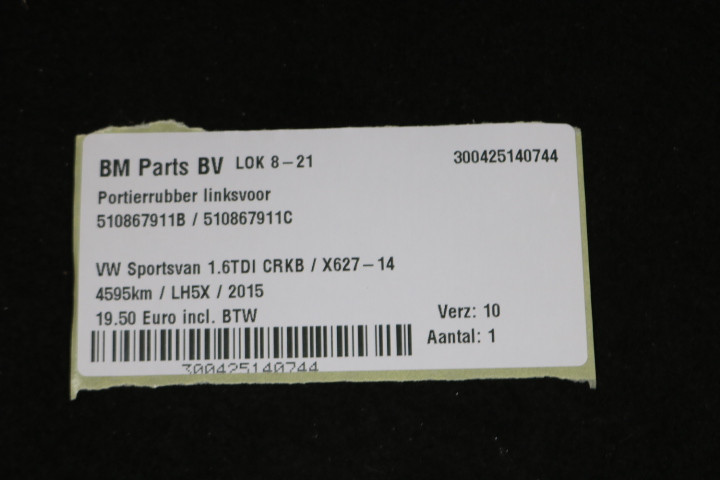 BM Parts BV LOK 8-21 300425140744
Portierrubber linksvoor
510867911B / 510867911C
VW Sportsvan 1.6TDI CRKB / X627-14
4595km / LH5X / 2015
19.50 Euro incl. BTW Verz: 10
Aantal: 1
300425140744